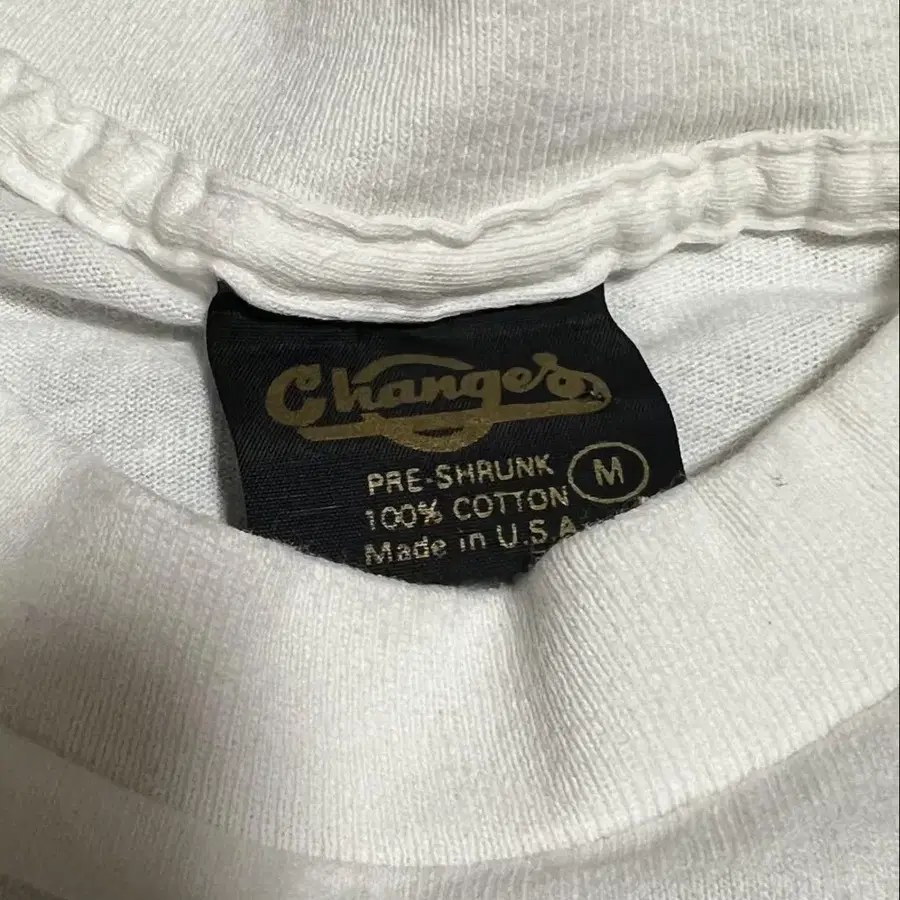 Changes
PRE-SHRUNK
M
100% COTTON
Made in U.S.A.